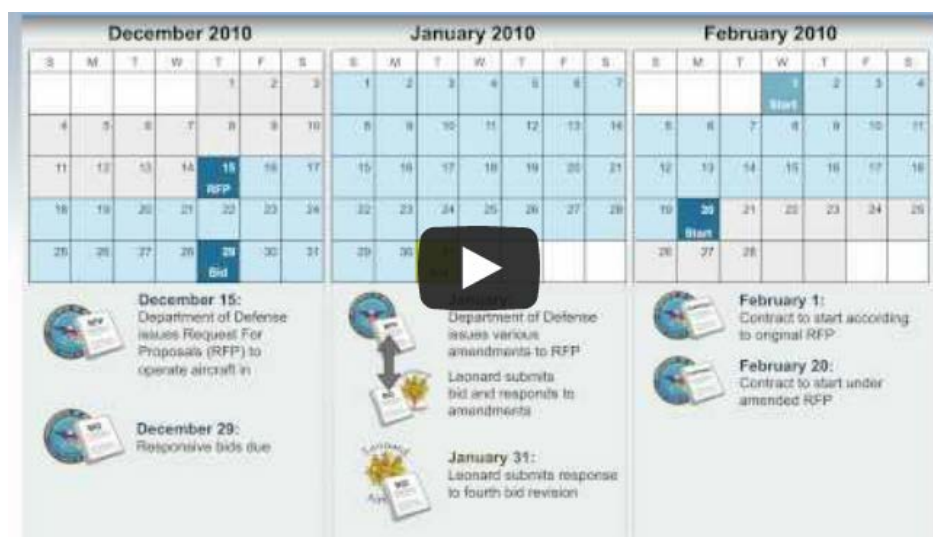 December 2010
S M T W T F S
1 2 3
4 5 6 7 8 9 10
11 12 13 14 15 16 17
RFP
18 19 20 21 22 23 24
25 26 27 28 29 30 31
Bid
December 15:
Department of Defense
issues Request For
Proposals (RFP) to
operate aircraft in
December 29:
Responsive bids due
January 2010
S M T W T F S
1 2 3 4 5 6 7
8 9 10 11 12 13 14
15 16 17 18 19 20 21
22 23 24 25 26 27 28
29 30
January:
Department of Defense
issues various
amendments to RFP
Leonard submits
bid and responds to
amendments
January 31:
Leonard submits response
to fourth bid revision
Leonard
February 2010
S M T W T F S
1 2 3 4
Start
5 6 7 8 9 10 11
12 13 14 15 16 17 18
19 20 21 22 23 24 25
Start
26 27 28
February 1:
Contract to start according
to original RFP
February 20:
Contract to start under
amended RFP